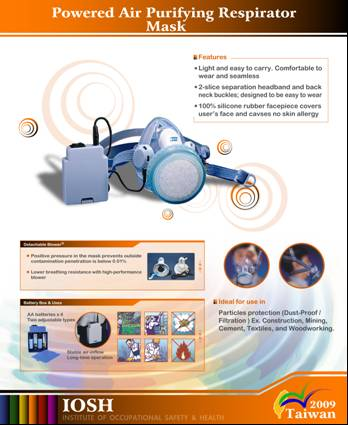 Powered Air Purifying Respirator
Mask
Features
• Light and easy to carry. Comfortable to
wear and seamless
• 2-slice separation headband and back
neck buckles; designed to be easy to wear
• 100% silicone rubber facepiece covers
user's face and cavses no skin allergy
Detachable Blower
• Positive pressure in the mask prevents outside
contamination penetration is below 0.01%
• Lower breathing resistance with high-performance
blower
Battery Box & Uses
AA batteries x 4
Two adjustable types
Stable air inflow
Long-time operation
Ideal for use in
Particles protection (Dust-Proof /
Filtration ) Ex. Construction, Mining,
Cement, Textiles, and Woodworking.
IOSH
INSTITUTE OF OCCUPATIONAL SAFETY & HEALTH
2009
Taiwan